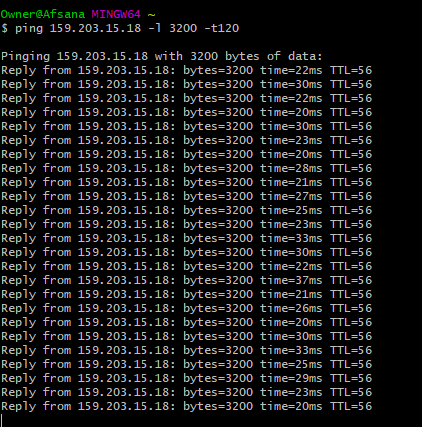 Owner@Afsana MINGW64 ~
$ ping 159.203.15.18 -l 3200 -t120
Pinging 159.203.15.18 with 3200 bytes of data:
Reply from 159.203.15.18: bytes=3200 time=22ms TTL=56
Reply from 159.203.15.18: bytes=3200 time=30ms TTL=56
Reply from 159.203.15.18: bytes=3200 time=22ms TTL=56
Reply from 159.203.15.18: bytes=3200 time=20ms TTL=56
Reply from 159.203.15.18: bytes=3200 time=30ms TTL=56
Reply from 159.203.15.18: bytes=3200 time=23ms TTL=56
Reply from 159.203.15.18: bytes=3200 time=20ms TTL=56
Reply from 159.203.15.18: bytes=3200 time=28ms TTL=56
Reply from 159.203.15.18: bytes=3200 time=21ms TTL=56
Reply from 159.203.15.18: bytes=3200 time=27ms TTL=56
Reply from 159.203.15.18: bytes=3200 time=25ms TTL=56
Reply from 159.203.15.18: bytes=3200 time=23ms TTL=56
Reply from 159.203.15.18: bytes=3200 time=33ms TTL=56
Reply from 159.203.15.18: bytes=3200 time=30ms TTL=56
Reply from 159.203.15.18: bytes=3200 time=22ms TTL=56
Reply from 159.203.15.18: bytes=3200 time=37ms TTL=56
Reply from 159.203.15.18: bytes=3200 time=21ms TTL=56
Reply from 159.203.15.18: bytes=3200 time=26ms TTL=56
Reply from 159.203.15.18: bytes=3200 time=20ms TTL=56
Reply from 159.203.15.18: bytes=3200 time=30ms TTL=56
Reply from 159.203.15.18: bytes=3200 time=33ms TTL=56
Reply from 159.203.15.18: bytes=3200 time=25ms TTL=56
Reply from 159.203.15.18: bytes=3200 time=29ms TTL=56
Reply from 159.203.15.18: bytes=3200 time=23ms TTL=56
Reply from 159.203.15.18: bytes=3200 time=20ms TTL=56